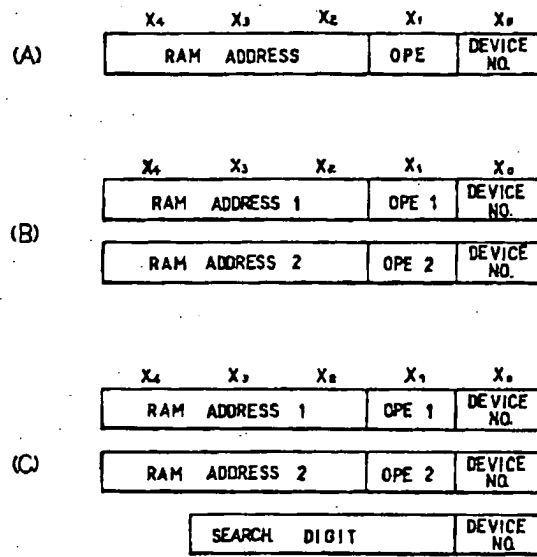 X4 X3 X2 X1 X0
(A) RAM ADDRESS OPE DEVICE NO.
X4 X3 X2 X1 X0
(B)
RAM ADDRESS 1 OPE 1 DEVICE NO.
RAM ADDRESS 2 OPE 2 DEVICE NO.
X4 X3 X2 X1 X0
(C)
RAM ADDRESS 1 OPE 1 DEVICE NO.
RAM ADDRESS 2 OPE 2 DEVICE NO.
SEARCH DIGIT DEVICE NO.